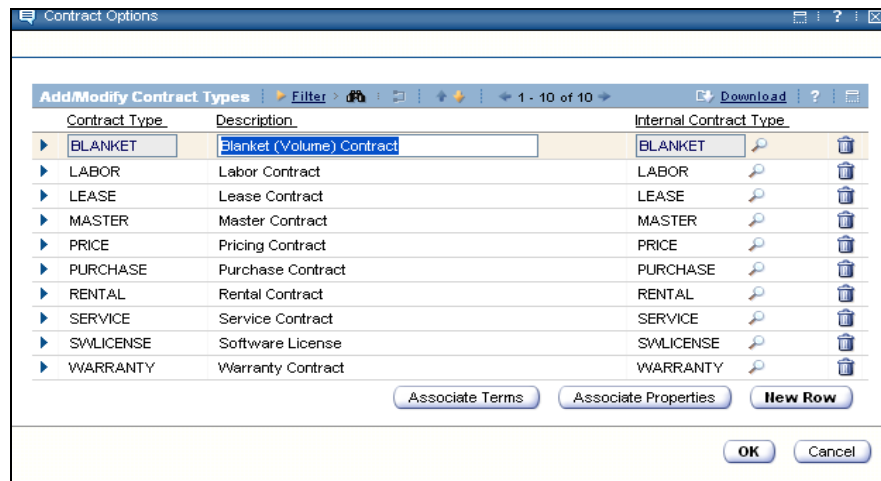 Contract Options ?
Add/Modify Contract Types Filter 1 - 10 of 10 Download ?
Contract Type Description Internal Contract Type
BLANKET Blanket (Volume) Contract BLANKET
LABOR Labor Contract LABOR
LEASE Lease Contract LEASE
MASTER Master Contract MASTER
PRICE Pricing Contract PRICE
PURCHASE Purchase Contract PURCHASE
RENTAL Rental Contract RENTAL
SERVICE Service Contract SERVICE
SWLICENSE Software License SWLICENSE
WARRANTY Warranty Contract WARRANTY
Associate Terms Associate Properties New Row
OK Cancel